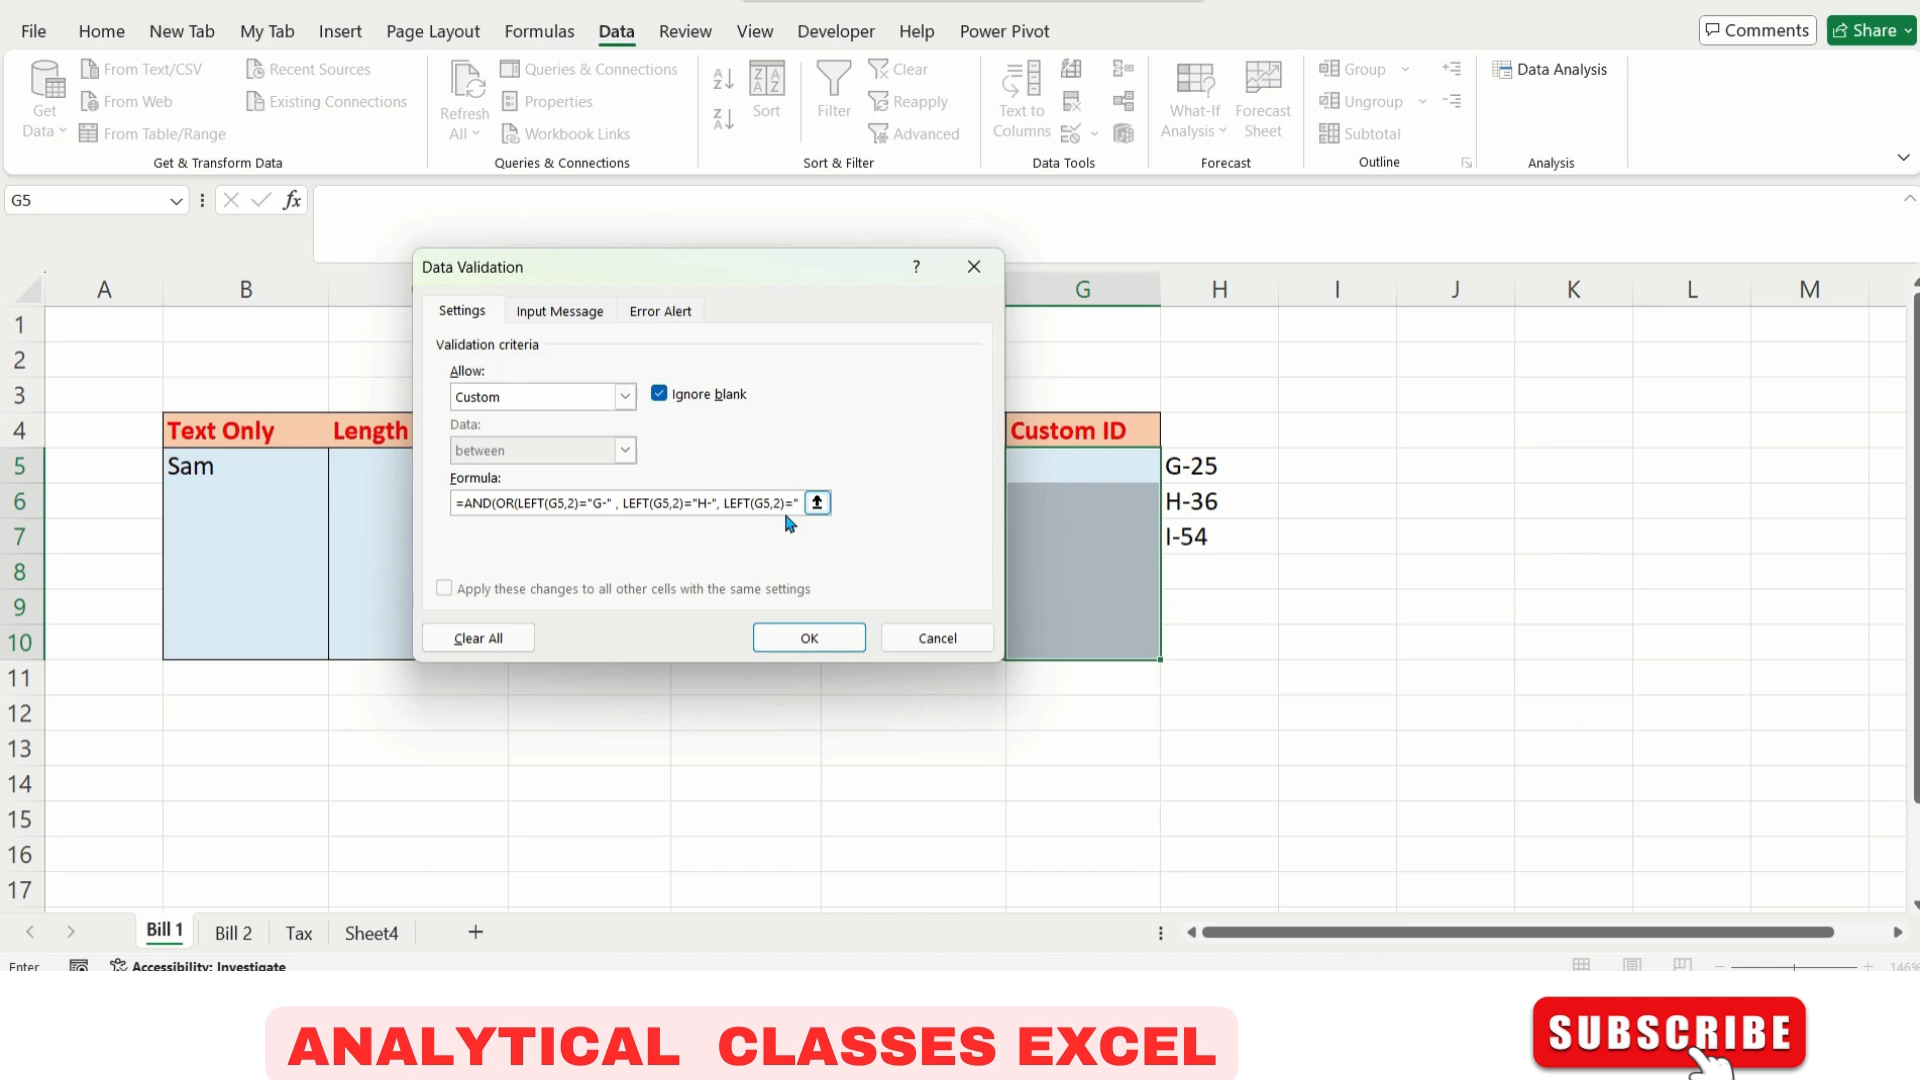 File Home New Tab My Tab Insert Page Layout Formulas Data Review View Developer Help Power Pivot Comments Share
Get Data
From Text/CSV
From Web
From Table/Range
Recent Sources
Existing Connections
Get & Transform Data
Refresh All
Queries & Connections
Properties
Workbook Links
Queries & Connections
Sort
Filter
Clear
Reapply
Advanced
Sort & Filter
Text to Columns
Data Tools
What-If Analysis
Forecast Sheet
Forecast
Group
Ungroup
Subtotal
Outline
Data Analysis
Analysis
G5
fx
A B G H I J K L M
Data Validation ?
Settings Input Message Error Alert
Validation criteria
Allow:
Custom
Ignore blank
Data:
between
Formula:
=AND(OR(LEFT(G5,2)="G-" , LEFT(G5,2)="H-", LEFT(G5,2)="
Apply these changes to all other cells with the same settings
Clear All OK Cancel
1
2
3
4 Text Only Length Custom ID
5 Sam G-25
6 H-36
7 I-54
8
9
10
11
12
13
14
15
16
17
Bill 1 Bill 2 Tax Sheet4 +
Enter Accessibility: Investigate 146%
ANALYTICAL CLASSES EXCEL
SUBSCRIBE